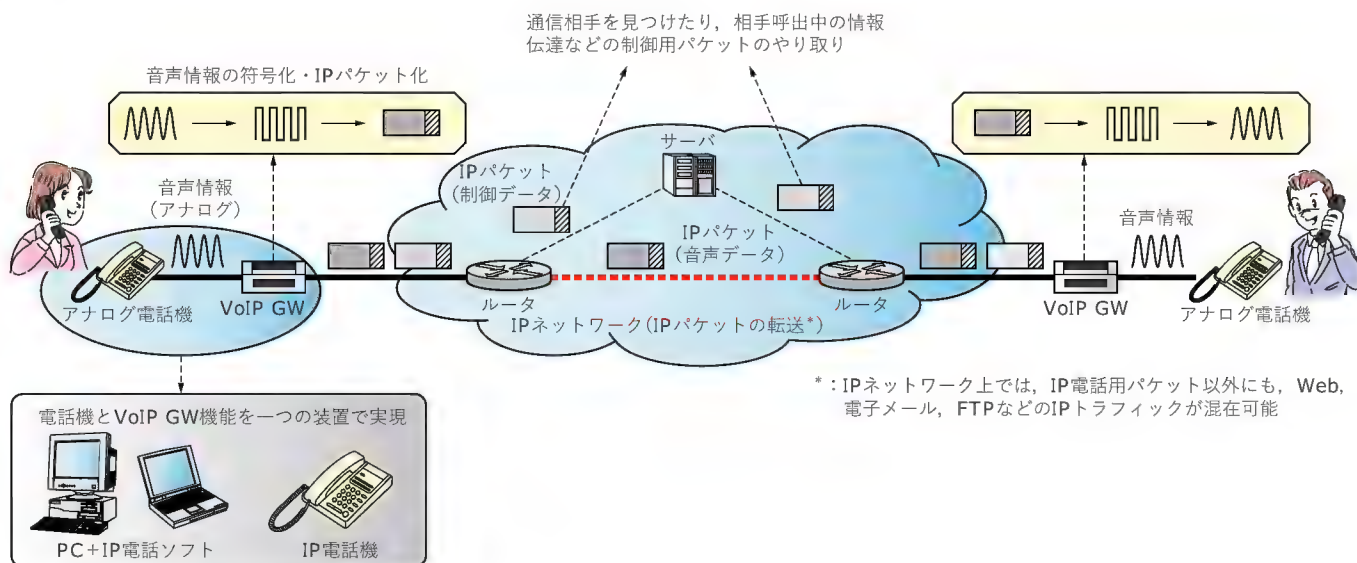 通信相手を見つけたり，相手呼出中の情報
伝達などの制御用パケットのやり取り
音声情報の符号化・IPパケット化
サーバ
IPパケット
(制御データ)
音声情報
(アナログ)
IPパケット
(音声データ)
音声情報
アナログ電話機
VoIP GW
ルータ
ルータ
VoIP GW
アナログ電話機
IPネットワーク(IPパケットの転送*)
*：IPネットワーク上では，IP電話用パケット以外にも，Web，
電子メール，FTPなどのIPトラフィックが混在可能
電話機とVoIP GW機能を一つの装置で実現
PC+IP電話ソフト
IP電話機